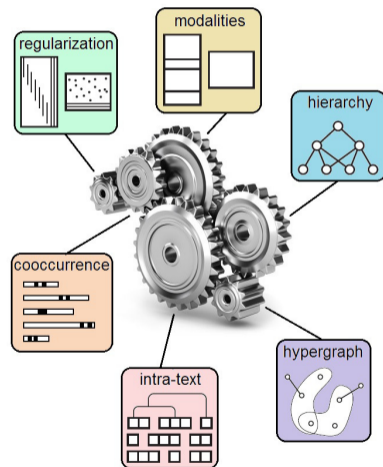 modalities
regularization
hierarchy
cooccurrence
hypergraph
intra-text